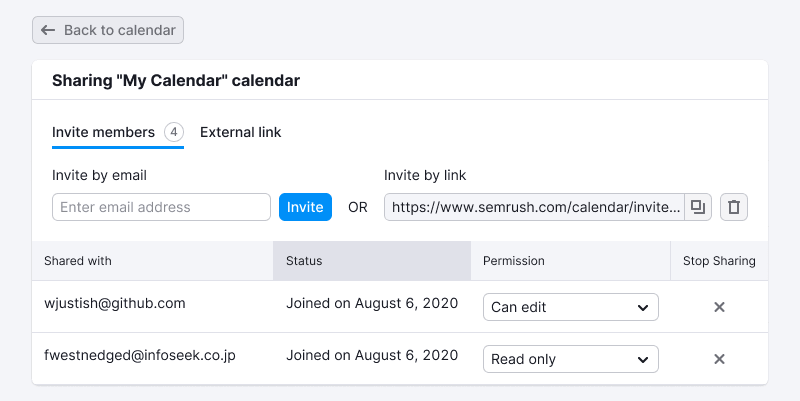 Back to calendar
Sharing "My Calendar" calendar
Invite members 4 External link
Invite by email Invite by link
Enter email address Invite OR https://www.semrush.com/calendar/invite...
Shared with Status Permission Stop Sharing
wjustish@github.com Joined on August 6, 2020 Can edit
fwestnedged@infoseek.co.jp Joined on August 6, 2020 Read only